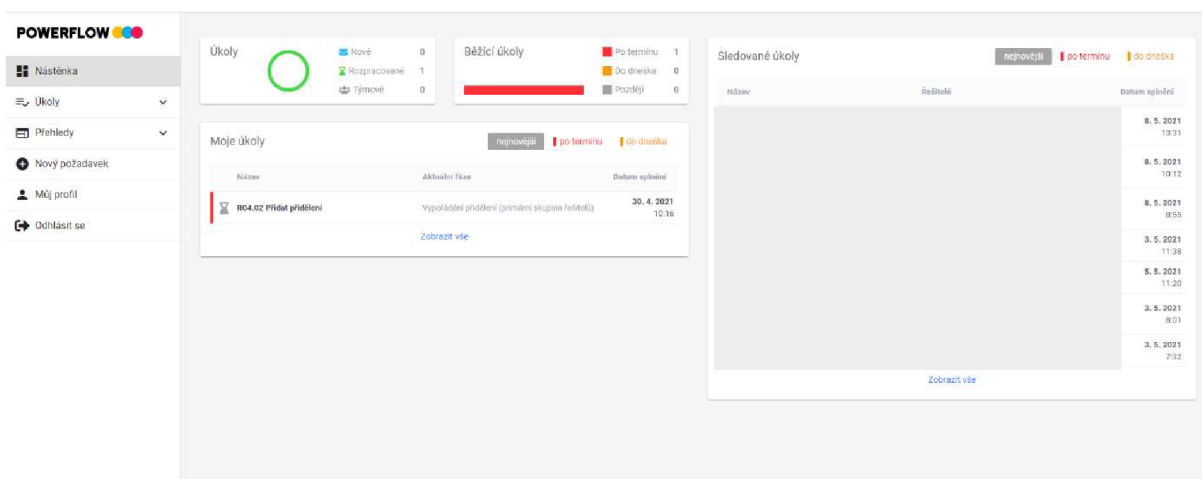 POWERFLOW
Nástěnka
Úkoly
Přehledy
Nový požadavek
Můj profil
Odhlásit se
Úkoly
Nové 0
Rozpracované 1
Týmové 0
Běžící úkoly
Po termínu 1
Do dneška 0
Později 0
Moje úkoly
nejnovější po termínu do dneška
Název Aktuální fáze Datum splnění
R04.02 Přidat přidělení Vypořádání přidělení (primární skupina řešitelů) 30. 4. 2021
10:16
Zobrazit vše
Sledované úkoly nejnovější po termínu do dneška
Název Řešitelé Datum splnění
8. 5. 2021
13:31
8. 5. 2021
10:12
8. 5. 2021
8:55
3. 5. 2021
11:38
5. 5. 2021
11:20
3. 5. 2021
8:01
3. 5. 2021
7:32
Zobrazit vše